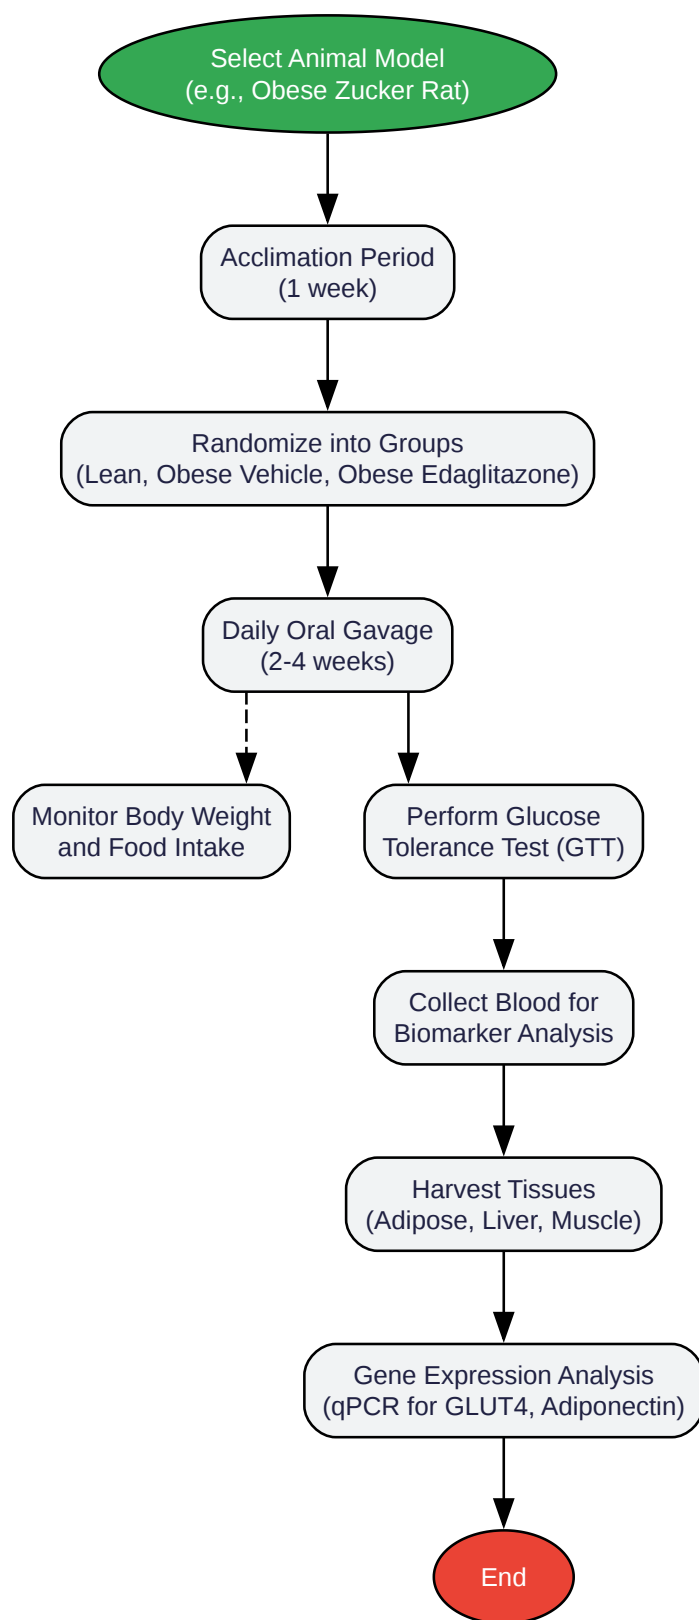 Select Animal Model
(e.g., Obese Zucker Rat)
Acclimation Period
(1 week)
Randomize into Groups
(Lean, Obese Vehicle, Obese Edaglitazone)
Daily Oral Gavage
(2-4 weeks)
Monitor Body Weight
and Food Intake
Perform Glucose
Tolerance Test (GTT)
Collect Blood for
Biomarker Analysis
Harvest Tissues
(Adipose, Liver, Muscle)
Gene Expression Analysis
(qPCR for GLUT4, Adiponectin)
End